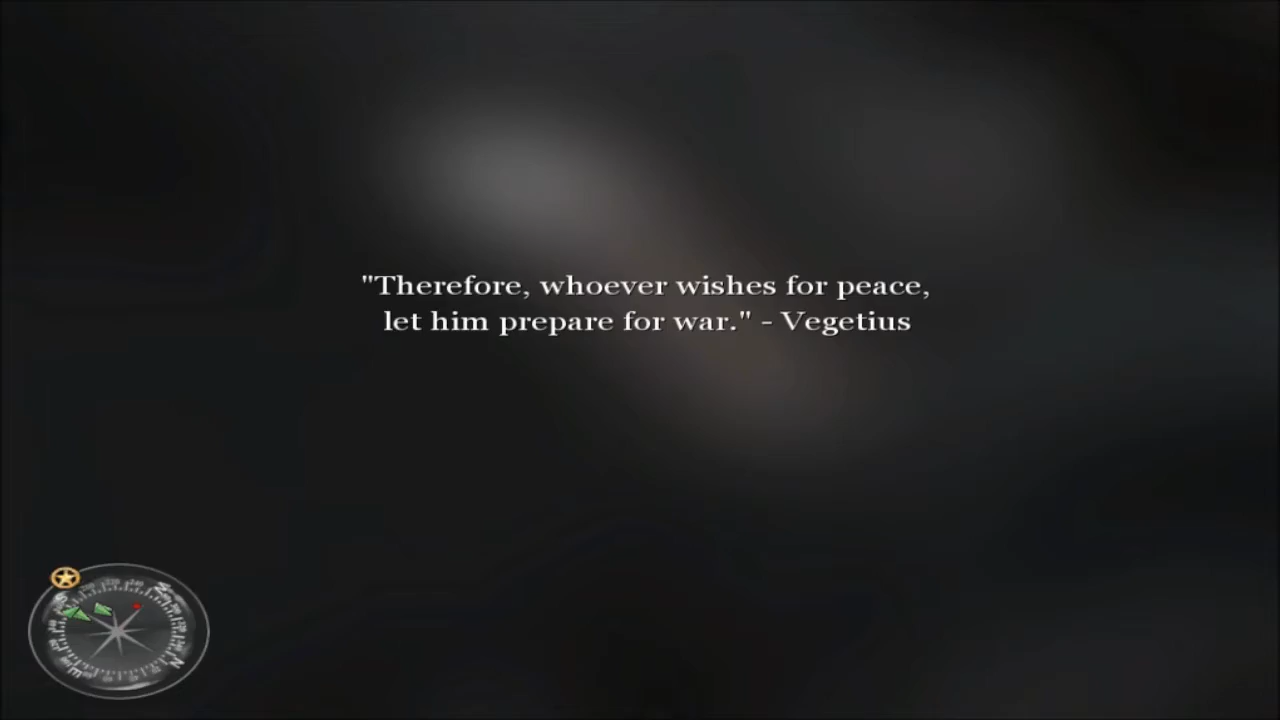 "Therefore, whoever wishes for peace,
let him prepare for war." - Vegetius